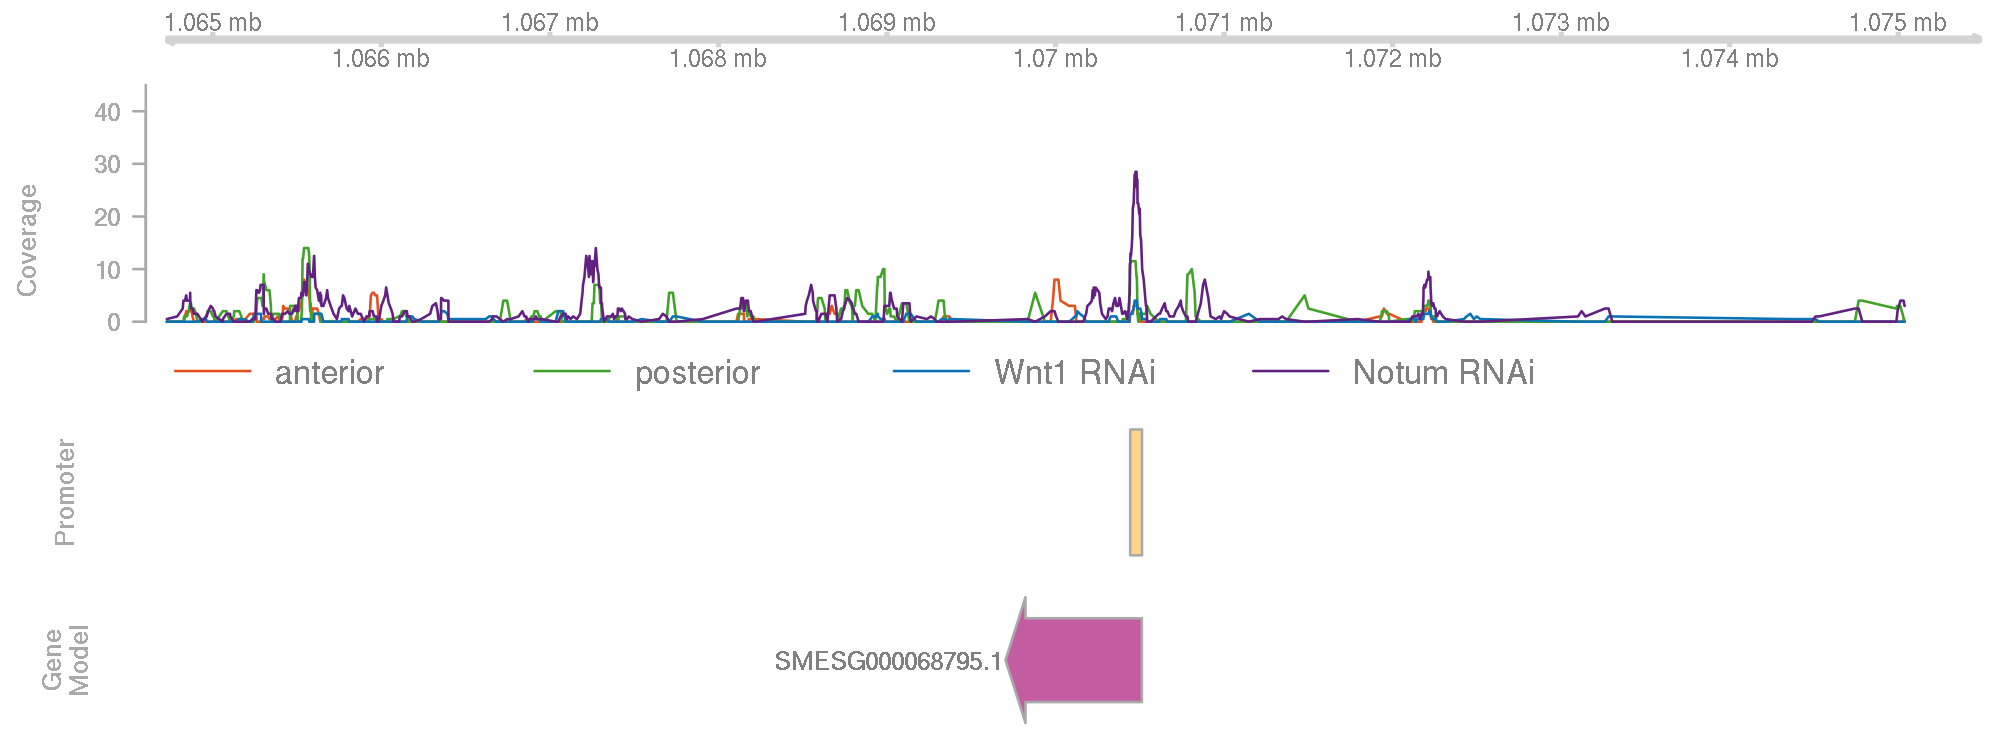 1.065 mb 1.067 mb 1.069 mb 1.071 mb 1.073 mb 1.075 mb
1.066 mb 1.068 mb 1.07 mb 1.072 mb 1.074 mb
40
30
20
10
0
Coverage
anterior posterior Wnt1 RNAi Notum RNAi
Promoter
Gene
Model
SMESG000068795.1